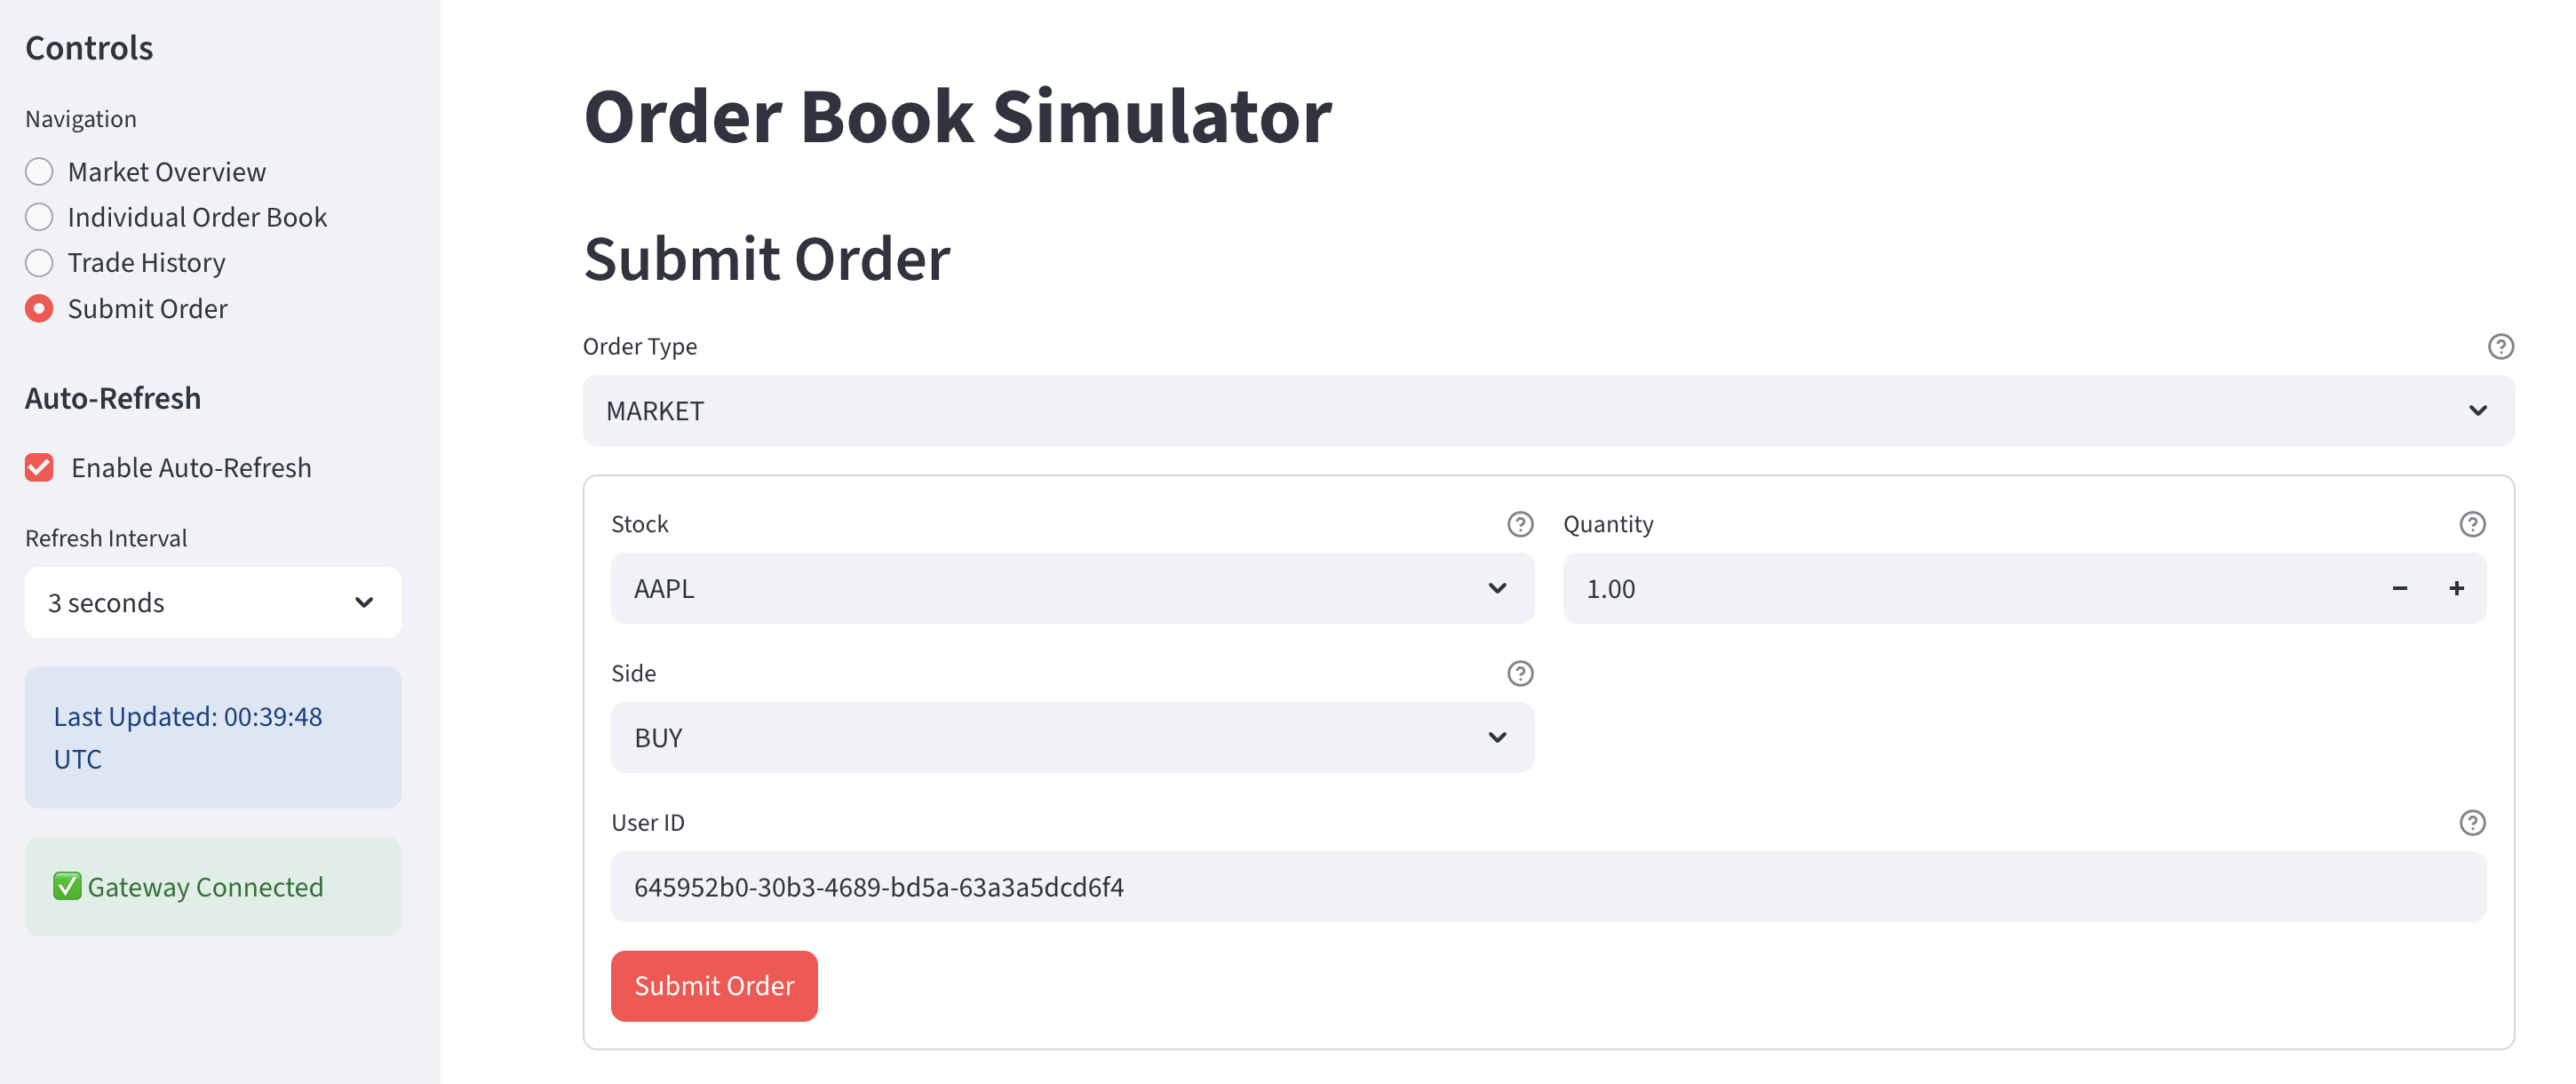 Controls
Navigation
Market Overview
Individual Order Book
Trade History
Submit Order
Auto-Refresh
Enable Auto-Refresh
Refresh Interval
3 seconds
Last Updated: 00:39:48
UTC
✅ Gateway Connected
Order Book Simulator
Submit Order
Order Type
MARKET
Stock
AAPL
Quantity
1.00
Side
BUY
User ID
645952b0-30b3-4689-bd5a-63a3a5dcd6f4
Submit Order